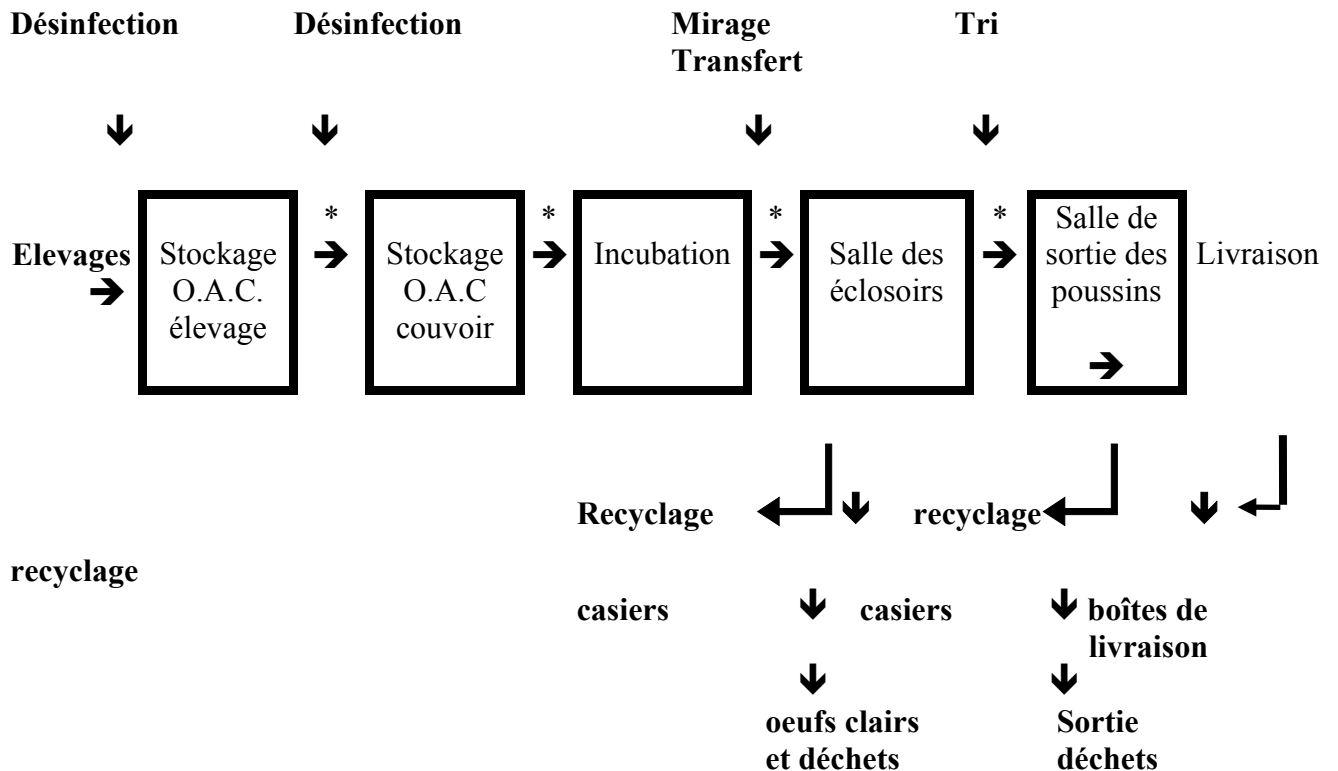 Désinfection Désinfection Mirage Tri
Transfert
* * * *
Elevages Stockage Stockage Incubation Salle des Salle de Livraison
O.A.C. O.A.C éclosoirs sortie des
élevage couvoir poussins
Recyclage recyclage
recyclage
casiers casiers boîtes de
livraison
oeufs clairs Sortie
et déchets déchets